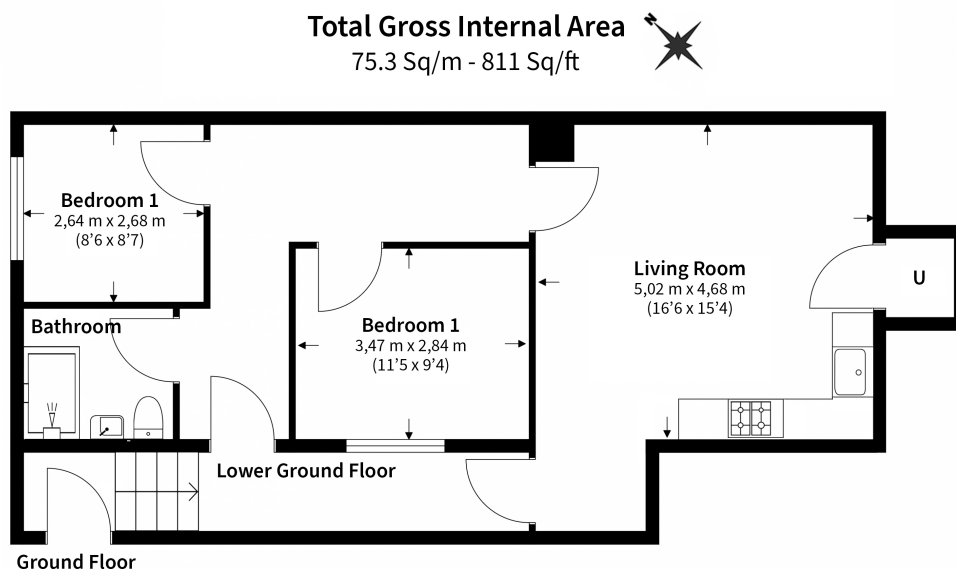 Total Gross Internal Area
75.3 Sq/m - 811 Sq/ft
N
Bedroom 1
2,64 m x 2,68 m
(8'6 x 8'7)
Living Room
5,02 m x 4,68 m
(16'6 x 15'4)
U
Bathroom
Bedroom 1
3,47 m x 2,84 m
(11'5 x 9'4)
Lower Ground Floor
Ground Floor